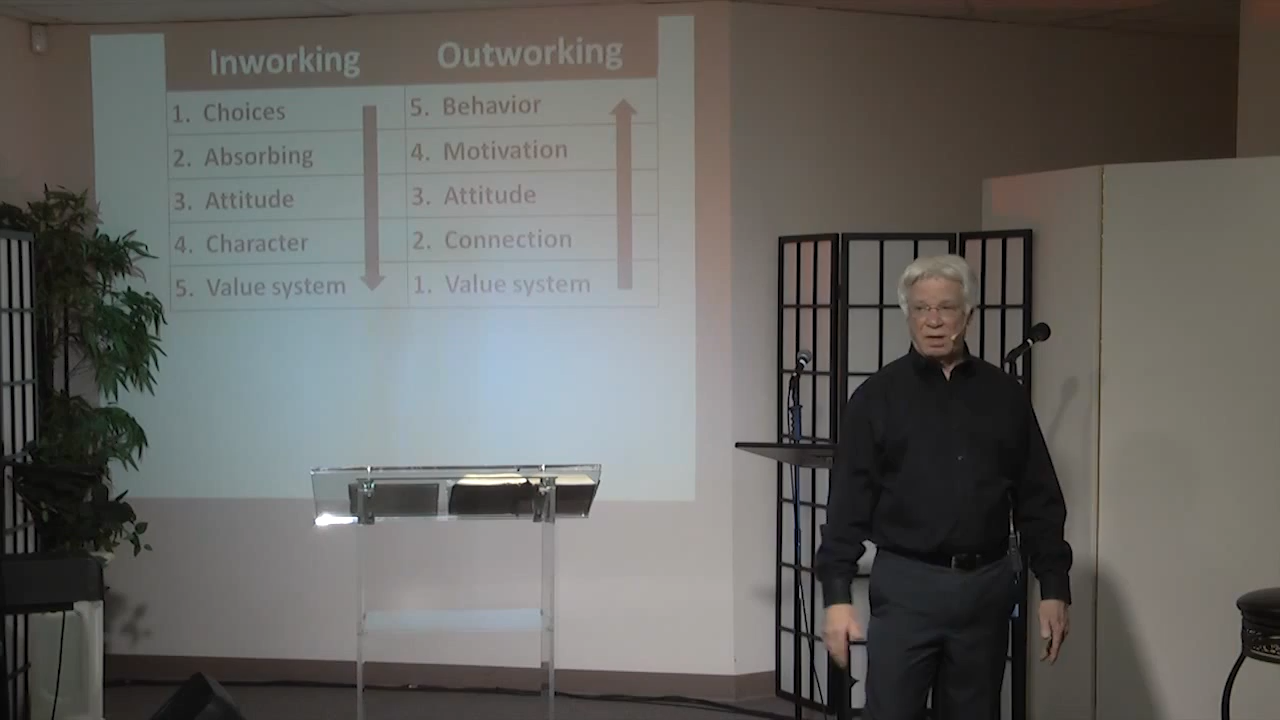 Inworking Outworking
1. Choices 5. Behavior
2. Absorbing 4. Motivation
3. Attitude 3. Attitude
4. Character 2. Connection
5. Value system 1. Value system